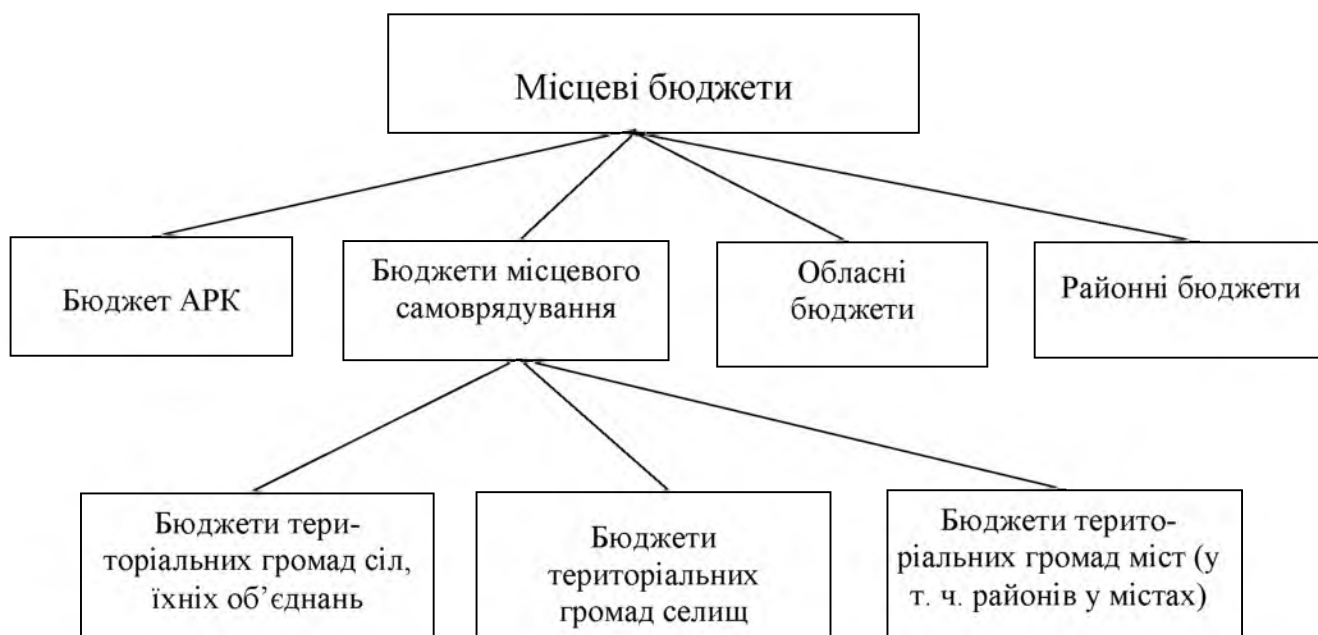 Місцеві бюджети
Бюджет АРК
Бюджети місцевого
самоврядування
Обласні
бюджети
Районні бюджети
Бюджети тери-
торіальних громад сіл,
їхніх об’єднань
Бюджети
територіальних
громад селищ
Бюджети терито-
ріальних громад міст (у
т. ч. районів у містах)